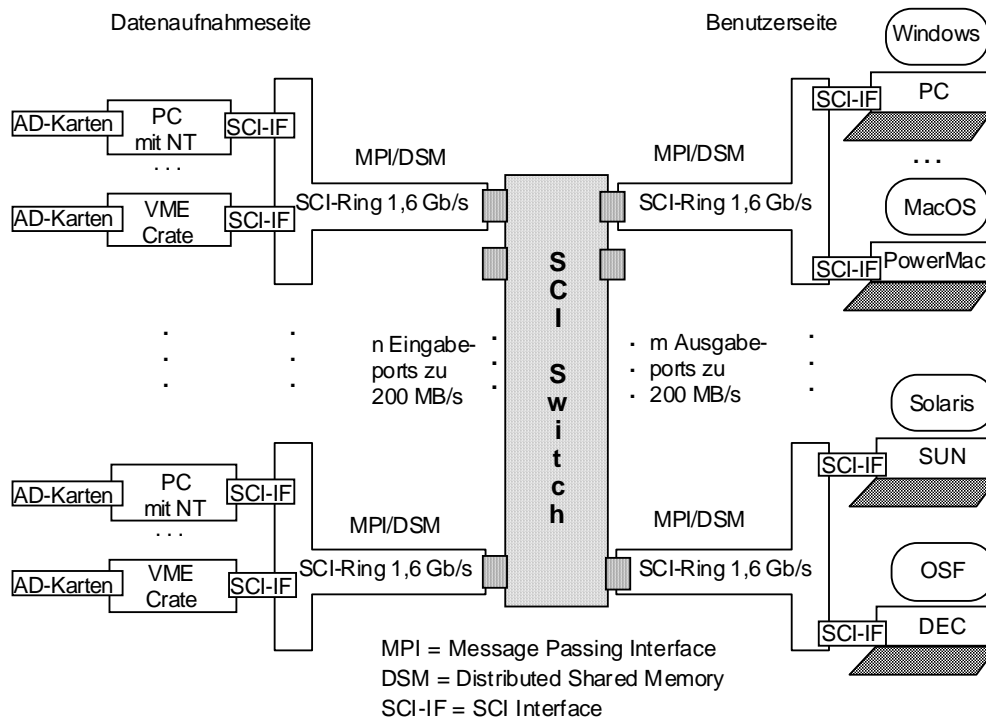 Datenaufnahmeseite
Benutzerseite
Windows
AD-Karten
PC
mit NT
SCI-IF
SCI-IF
PC
. . .
MPI/DSM
MPI/DSM
...
AD-Karten
VME
Crate
SCI-IF
SCI-Ring 1,6 Gb/s
SCI-Ring 1,6 Gb/s
MacOS
SCI-IF
PowerMac
SCI Switch
n Eingabe-
ports zu
200 MB/s
m Ausgabe-
ports zu
200 MB/s
Solaris
AD-Karten
PC
mit NT
SCI-IF
SCI-IF
SUN
. . .
MPI/DSM
MPI/DSM
AD-Karten
VME
Crate
SCI-IF
SCI-Ring 1,6 Gb/s
SCI-Ring 1,6 Gb/s
OSF
SCI-IF
DEC
MPI = Message Passing Interface
DSM = Distributed Shared Memory
SCI-IF = SCI Interface